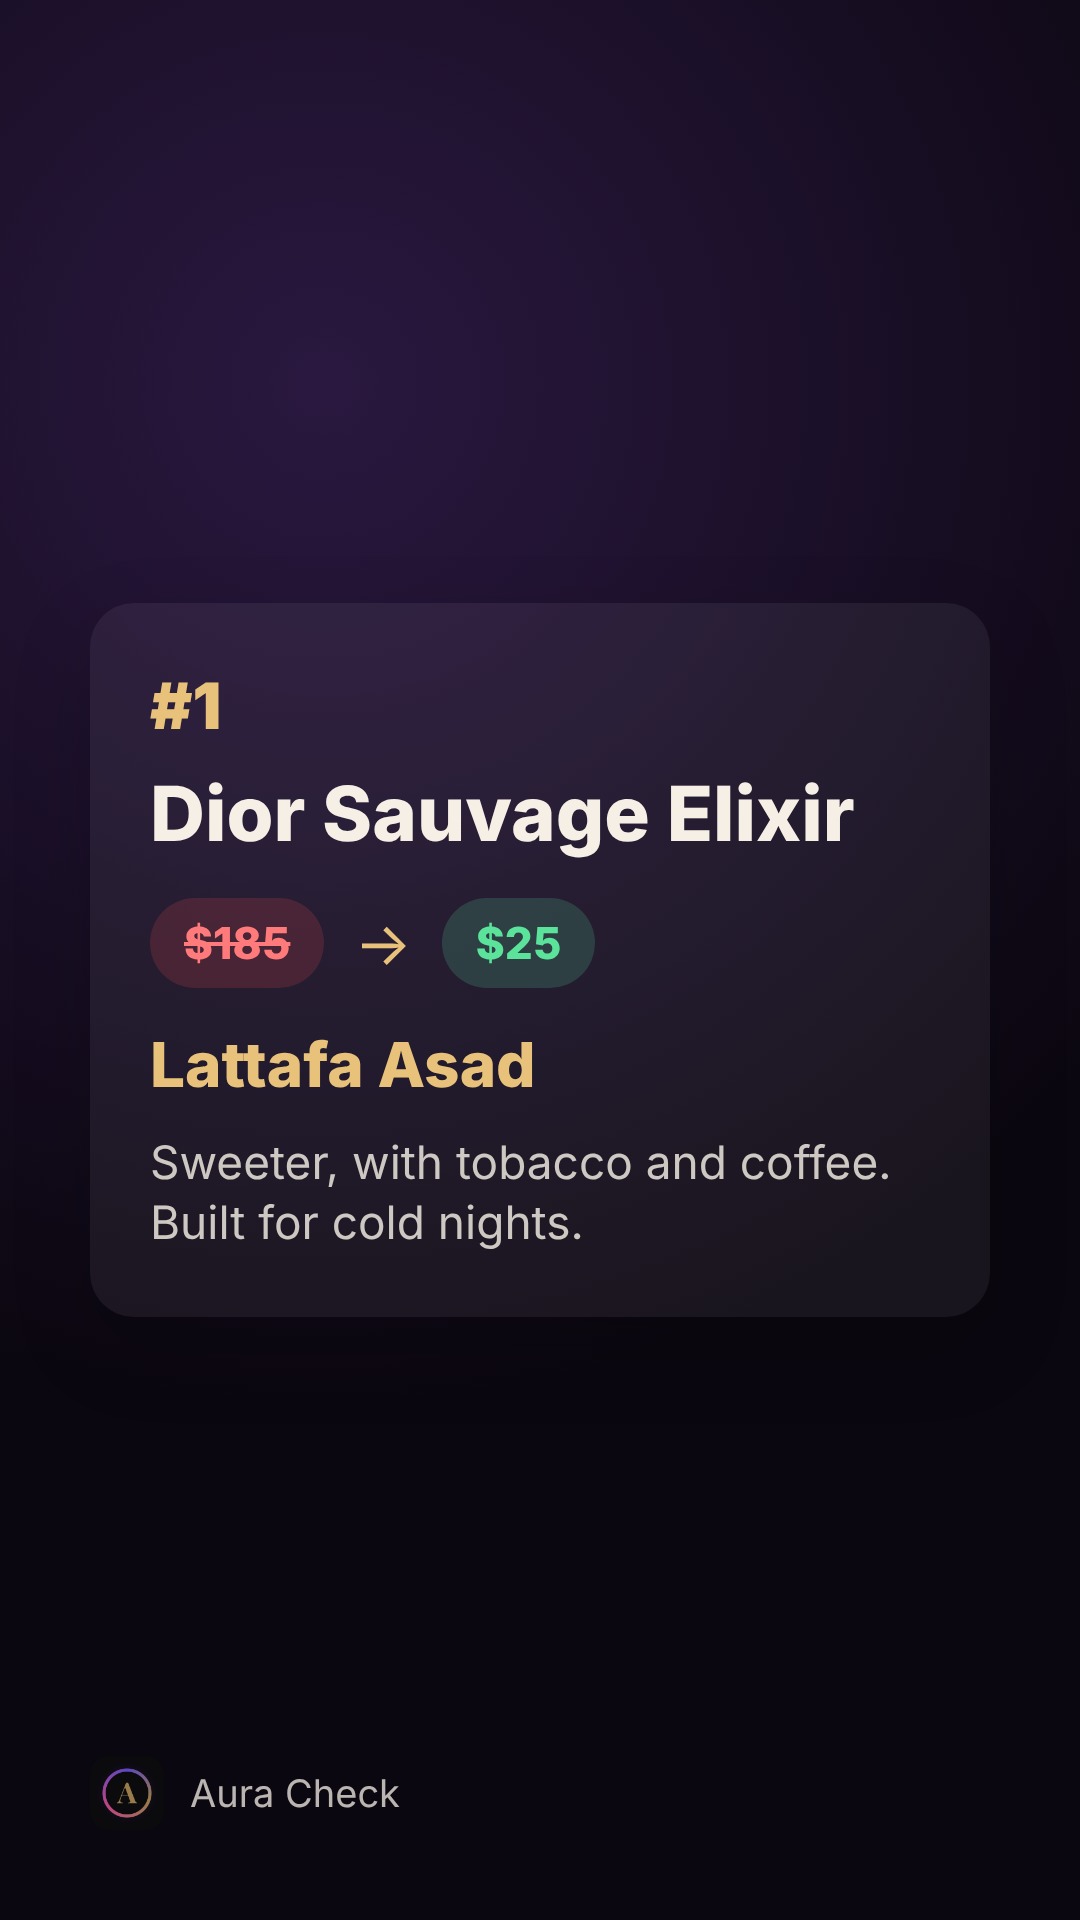 #1
Dior Sauvage Elixir
$185 → $25
Lattafa Asad
Sweeter, with tobacco and coffee.
Built for cold nights.
A Aura Check